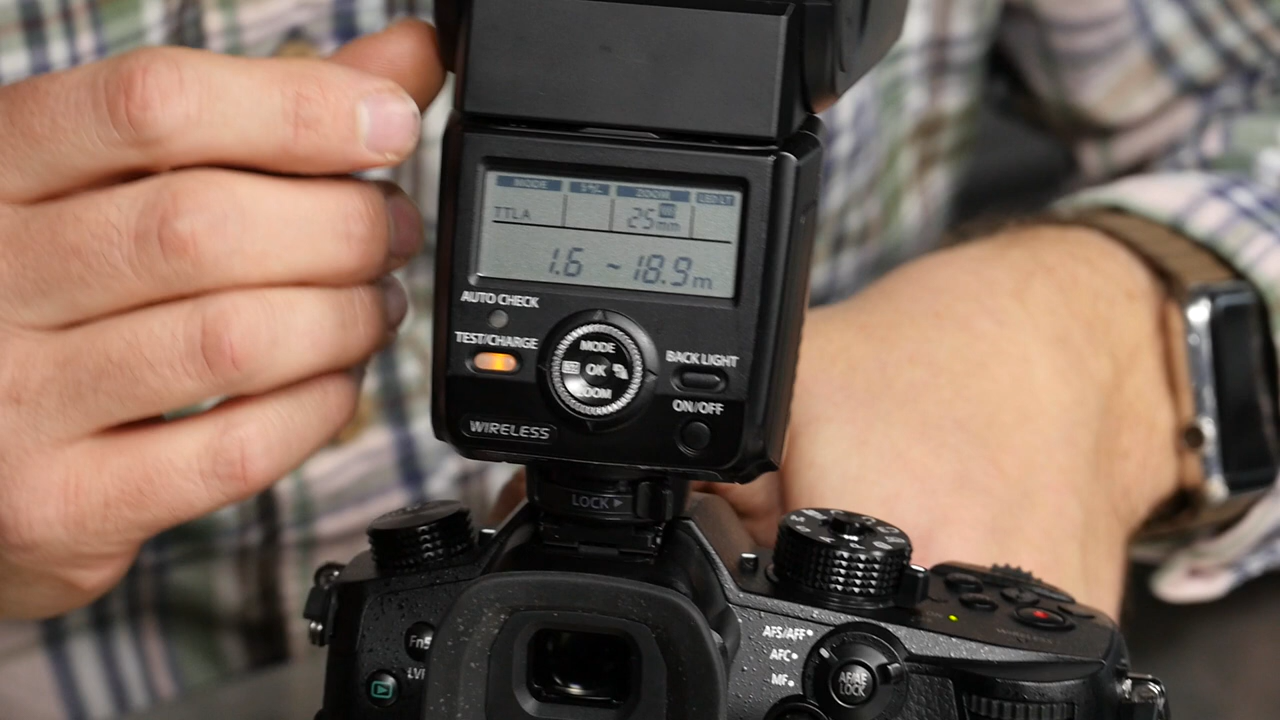 MODE ZOOM LED LT
TTLA 25mm
1.6 ~18.9m
AUTO CHECK
TEST/CHARGE
MODE
OK
ZOOM
BACK LIGHT
ON/OFF
WIRELESS
LOCK
Fn5
LVF
AFS/AFF
AFC
MF
AF/AE
LOCK